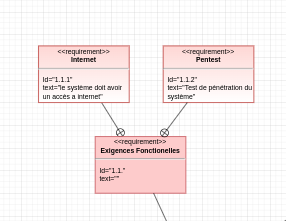 <<requirement>>
Internet
Id="1.1.1"
text="le système doit avoir
un accès a internet"
<<requirement>>
Pentest
Id="1.1.2"
text="Test de pénétration du
système"
<<requirement>>
Exigences Fonctionelles
Id="1.1."
text=""